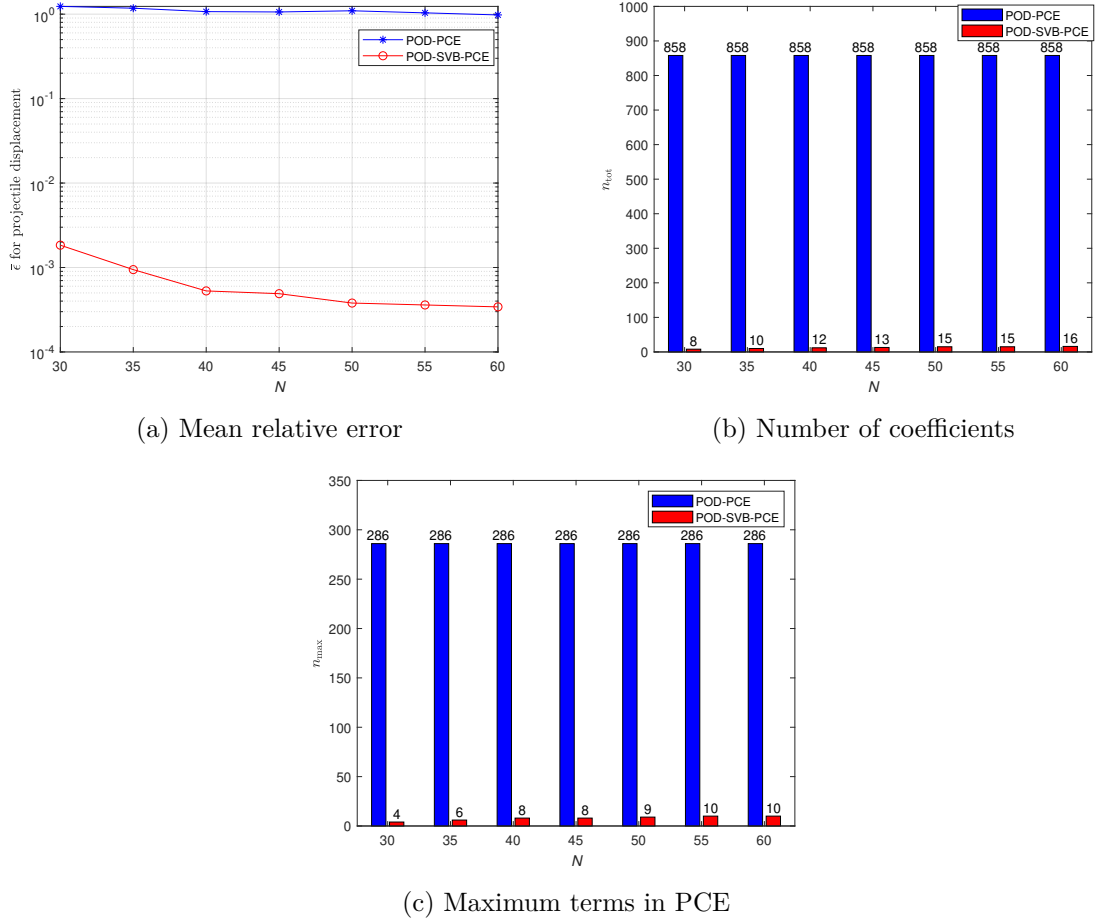 10^0
10^-1
10^-2
10^-3
10^-4
ε̄ for projectile displacement
POD-PCE
POD-SVB-PCE
30 35 40 45 50 55 60
N
(a) Mean relative error
1000
900
800
700
600
500
400
300
200
100
0
n_tot
POD-PCE
POD-SVB-PCE
858 858 858 858 858 858 858
8 10 12 13 15 15 16
30 35 40 45 50 55 60
N
(b) Number of coefficients
350
300
250
200
150
100
50
0
n_max
POD-PCE
POD-SVB-PCE
286 286 286 286 286 286 286
4 6 8 8 9 10 10
30 35 40 45 50 55 60
N
(c) Maximum terms in PCE